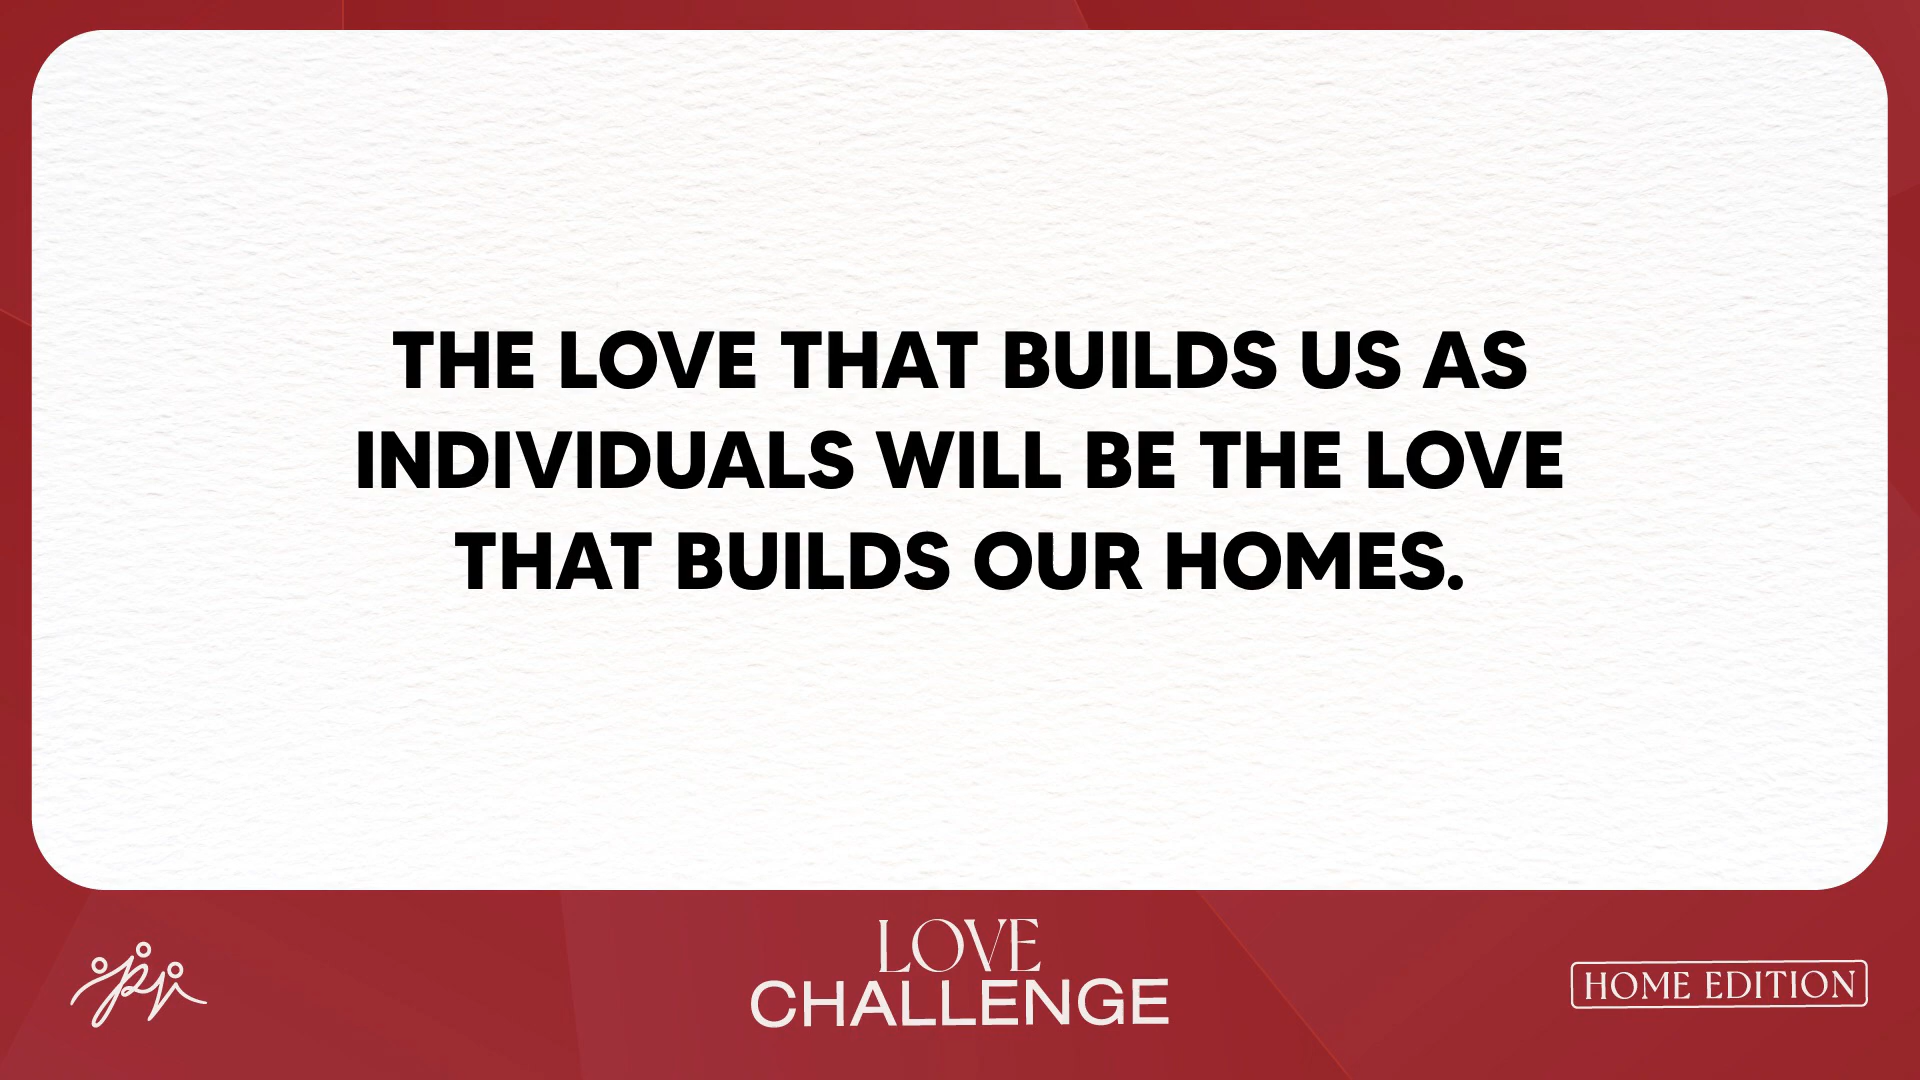 THE LOVE THAT BUILDS US AS
INDIVIDUALS WILL BE THE LOVE
THAT BUILDS OUR HOMES.
LOVE
CHALLENGE
HOME EDITION